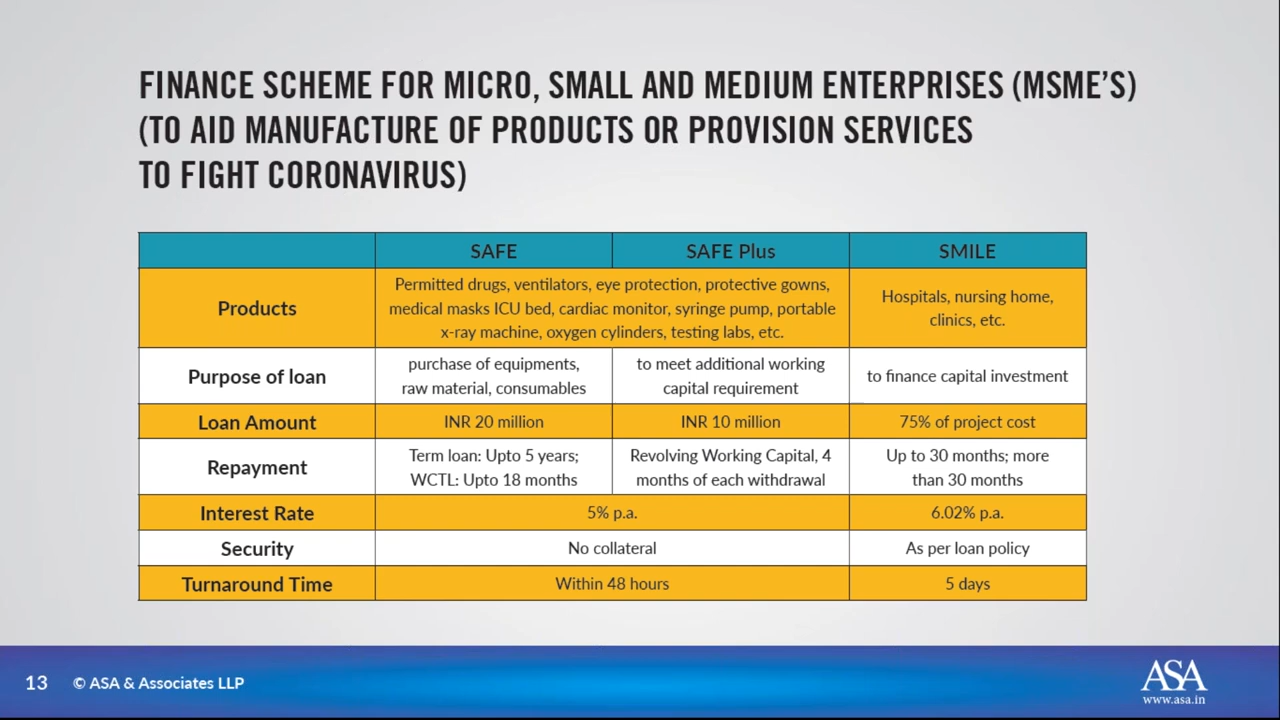 FINANCE SCHEME FOR MICRO, SMALL AND MEDIUM ENTERPRISES (MSME'S)
(TO AID MANUFACTURE OF PRODUCTS OR PROVISION SERVICES
TO FIGHT CORONAVIRUS)
SAFE SAFE Plus SMILE
Products
Permitted drugs, ventilators, eye protection, protective gowns,
medical masks ICU bed, cardiac monitor, syringe pump, portable
x-ray machine, oxygen cylinders, testing labs, etc.
Hospitals, nursing home,
clinics, etc.
Purpose of loan
purchase of equipments,
raw material, consumables
to meet additional working
capital requirement
to finance capital investment
Loan Amount INR 20 million INR 10 million 75% of project cost
Repayment
Term loan: Upto 5 years;
WCTL: Upto 18 months
Revolving Working Capital, 4
months of each withdrawal
Up to 30 months; more
than 30 months
Interest Rate 5% p.a. 6.02% p.a.
Security No collateral As per loan policy
Turnaround Time Within 48 hours 5 days
13 © ASA & Associates LLP
ASA
www.asa.in